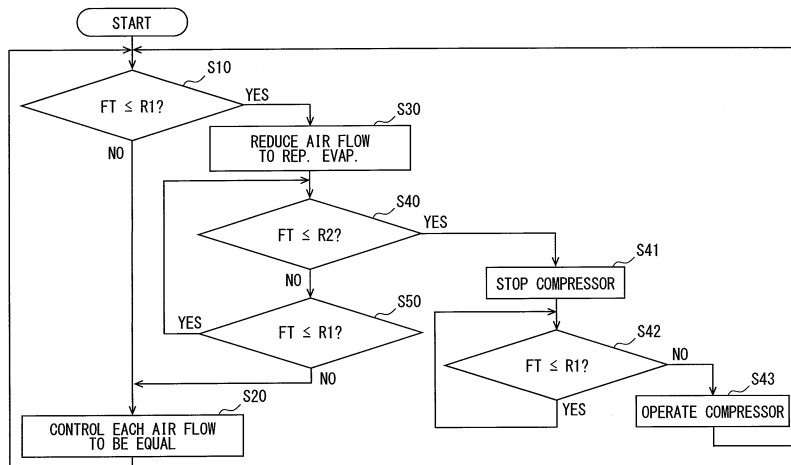 START
S10
FT ≤ R1?
YES
NO
S30
REDUCE AIR FLOW
TO REP. EVAP.
S40
FT ≤ R2?
YES
NO
S41
STOP COMPRESSOR
S50
FT ≤ R1?
YES
NO
S42
FT ≤ R1?
NO
YES
S43
OPERATE COMPRESSOR
S20
CONTROL EACH AIR FLOW
TO BE EQUAL